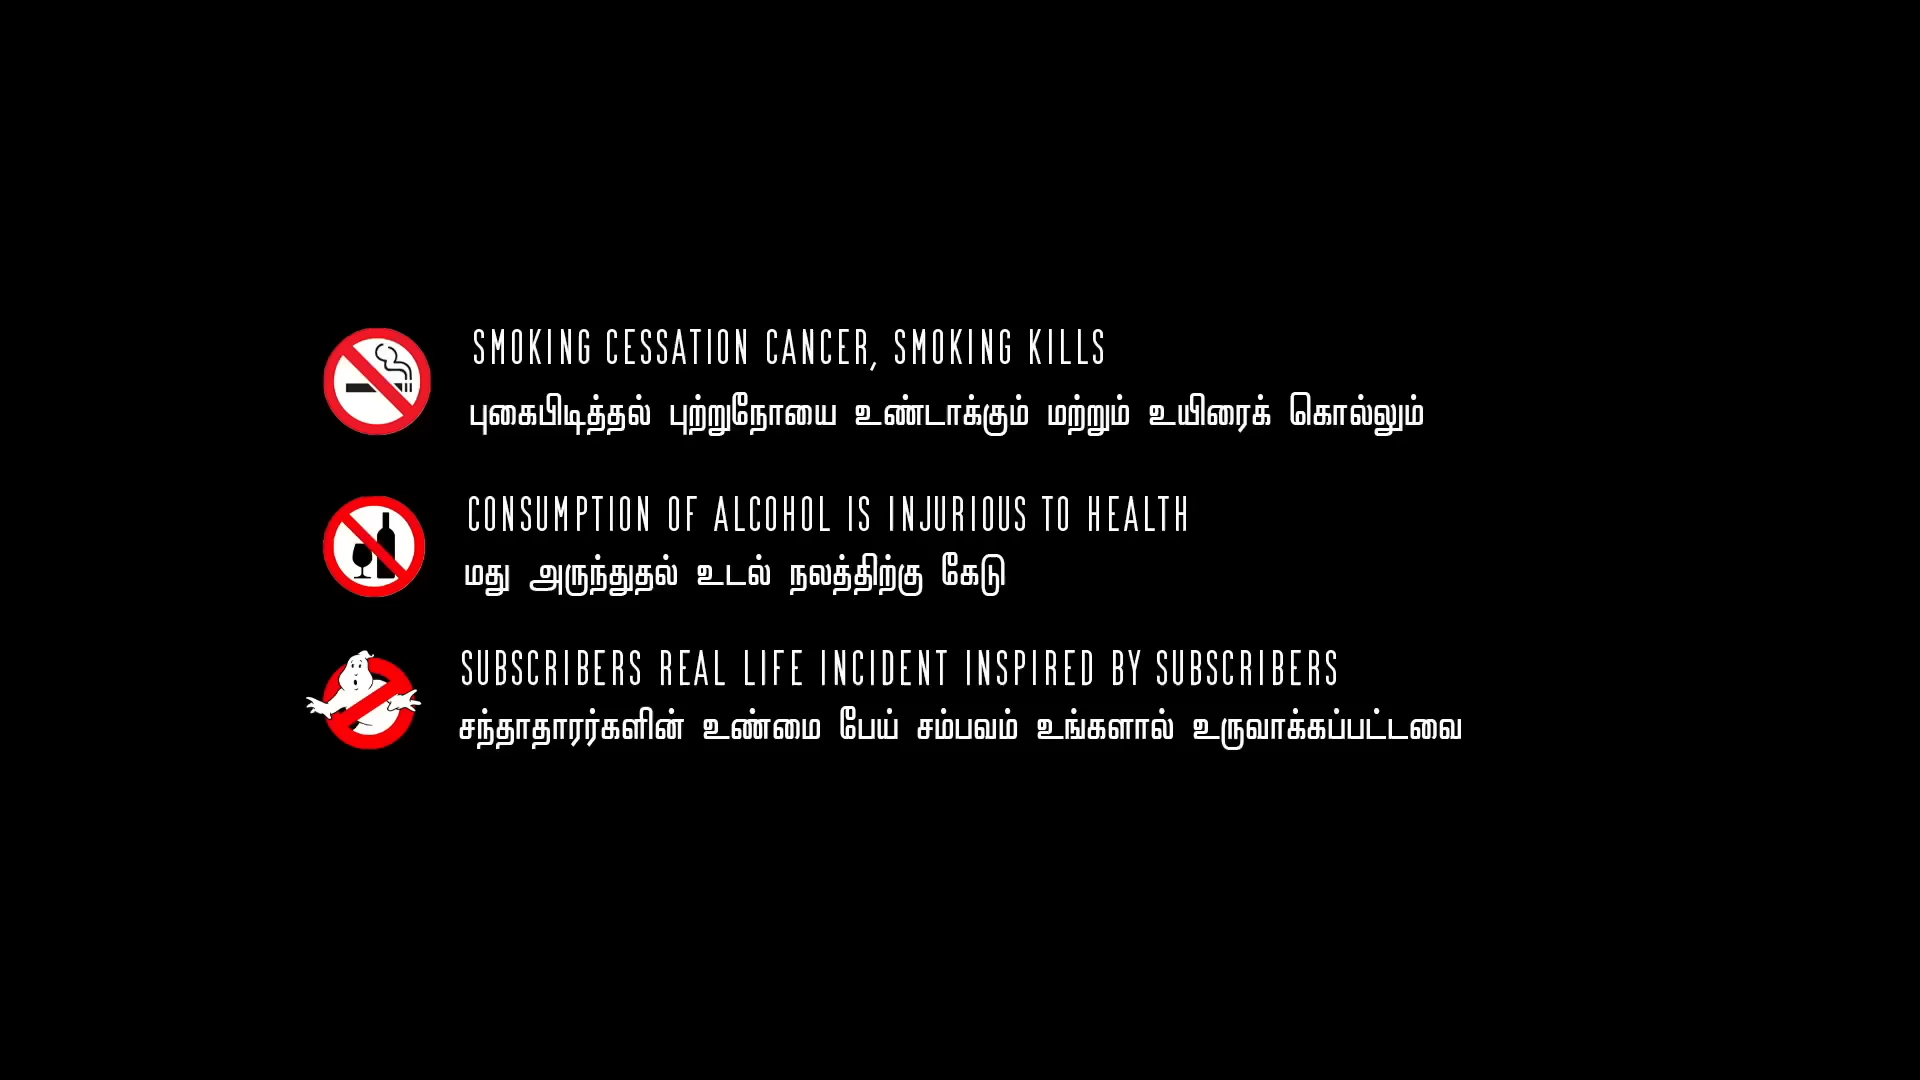 SMOKING CESSATION CANCER, SMOKING KILLS
புகைபிடித்தல் புற்றுநோயை உண்டாக்கும் மற்றும் உயிரைக் கொல்லும்
CONSUMPTION OF ALCOHOL IS INJURIOUS TO HEALTH
மது அருந்துதல் உடல் நலத்திற்கு கேடு
SUBSCRIBERS REAL LIFE INCIDENT INSPIRED BY SUBSCRIBERS
சந்தாதாரர்களின் உண்மை பேய் சம்பவம் உங்களால் உருவாக்கப்பட்டவை